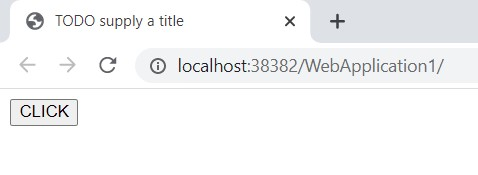 TODO supply a title
localhost:38382/WebApplication1/
CLICK